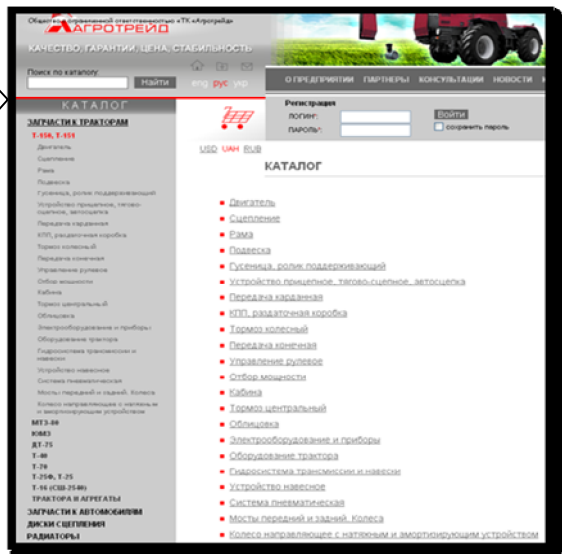 Общество с ограниченной ответственностью «ТК «Агротрейд»
АГРОТРЕЙД
КАЧЕСТВО, ГАРАНТИИ, ЦЕНА, СТАБИЛЬНОСТЬ
Поиск по каталогу:
Найти
eng рус укр
О ПРЕДПРИЯТИИ ПАРТНЕРЫ КОНСУЛЬТАЦИИ НОВОСТИ
КАТАЛОГ
ЗАПЧАСТИ К ТРАКТОРАМ
Т-150, Т-151
Двигатель
Сцепление
Рама
Подвеска
Гусеница, ролик поддерживающий
Устройство прицепное, тягово-
сцепное, автосцепка
Передача карданная
КПП, раздаточная коробка
Тормоз колесный
Передача конечная
Управление рулевое
Отбор мощности
Кабина
Тормоз центральный
Облицовка
Электрооборудование и приборы
Оборудование трактора
Гидросистема трансмиссии и
навески
Устройство навесное
Система пневматическая
Мосты передний и задний. Колеса
Колесо направляющее с натяжным
и амортизирующим устройством
МТЗ-80
ЮМЗ
ДТ-75
Т-40
Т-70
Т-25Ф, Т-25
Т-16 (СШ-2540)
ТРАКТОРА И АГРЕГАТЫ
ЗАПЧАСТИ К АВТОМОБИЛЯМ
ДИСКИ СЦЕПЛЕНИЯ
РАДИАТОРЫ
Регистрация
логин:
Войти
пароль:
сохранить пароль
USD UAH RUB
КАТАЛОГ
Двигатель
Сцепление
Рама
Подвеска
Гусеница, ролик поддерживающий
Устройство прицепное, тягово-сцепное, автосцепка
Передача карданная
КПП, раздаточная коробка
Тормоз колесный
Передача конечная
Управление рулевое
Отбор мощности
Кабина
Тормоз центральный
Облицовка
Электрооборудование и приборы
Оборудование трактора
Гидросистема трансмиссии и навески
Устройство навесное
Система пневматическая
Мосты передний и задний. Колеса
Колесо направляющее с натяжным и амортизирующим устройством